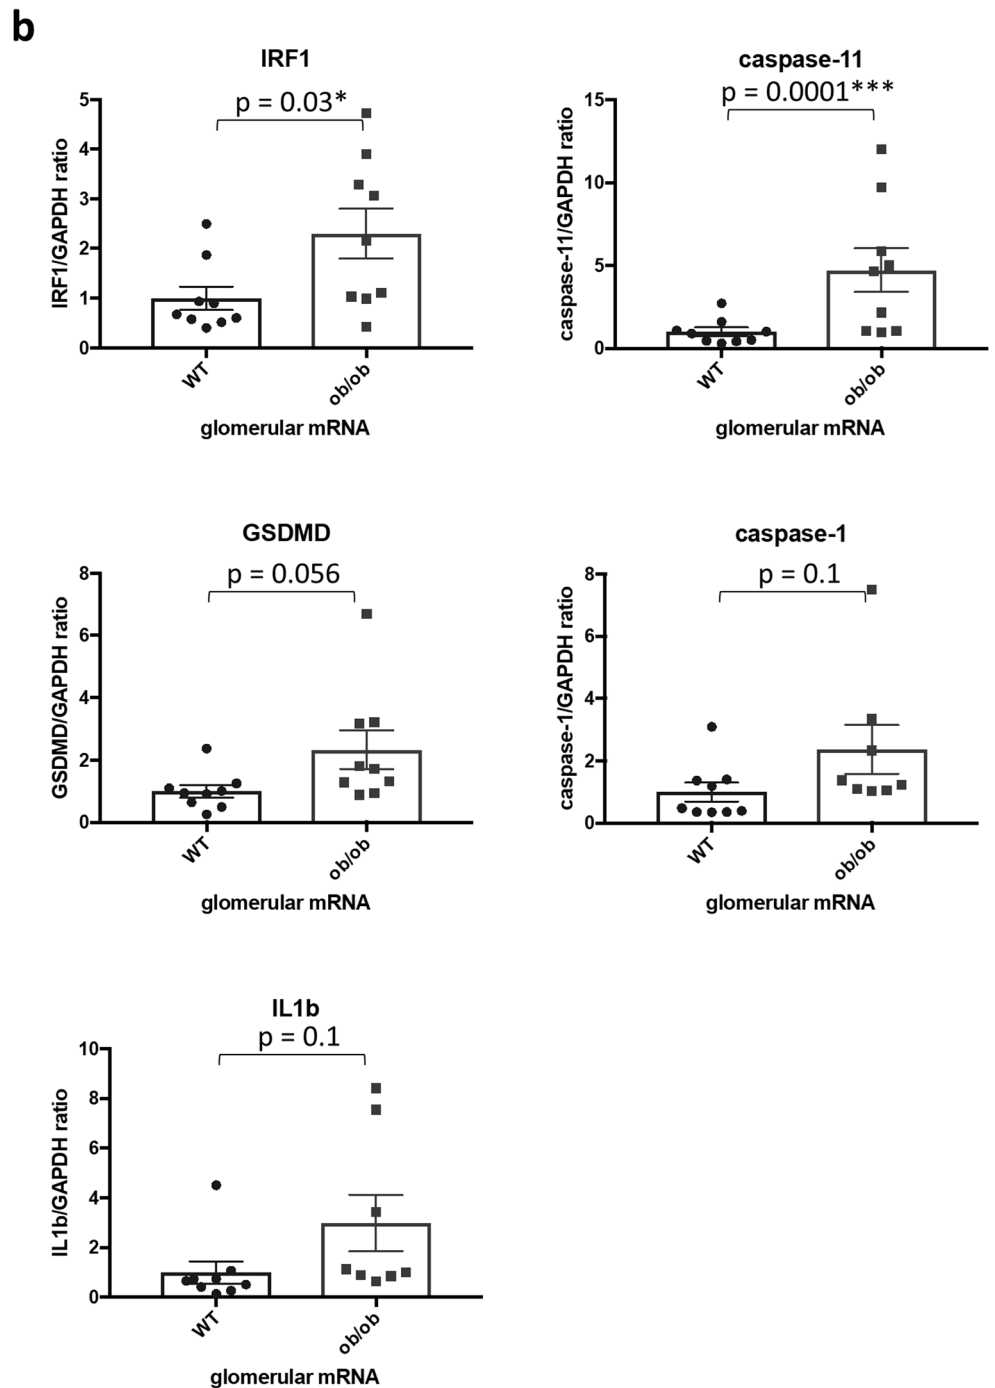 b
IRF1
p = 0.03*
IRF1/GAPDH ratio
5
4
3
2
1
0
WT
ob/ob
glomerular mRNA
caspase-11
p = 0.0001***
caspase-11/GAPDH ratio
15
10
5
0
WT
ob/ob
glomerular mRNA
GSDMD
p = 0.056
GSDMD/GAPDH ratio
8
6
4
2
0
WT
ob/ob
glomerular mRNA
caspase-1
p = 0.1
caspase-1/GAPDH ratio
8
6
4
2
0
WT
ob/ob
glomerular mRNA
IL1b
p = 0.1
IL1b/GAPDH ratio
10
8
6
4
2
0
WT
ob/ob
glomerular mRNA